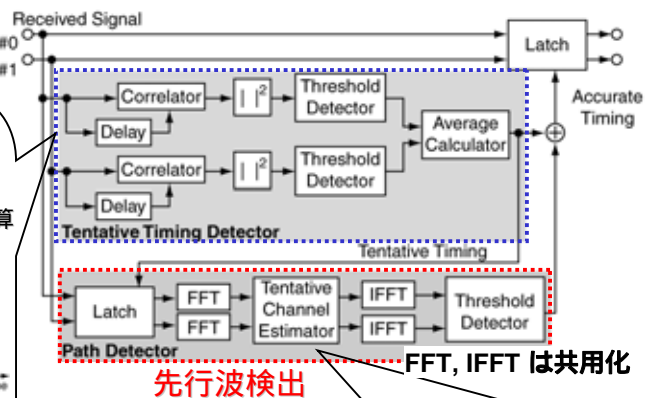 Received Signal
#0
#1
Latch
Accurate
Timing
Correlator
| |²
Threshold
Detector
Delay
Average
Calculator
Correlator
| |²
Threshold
Detector
Delay
算
Tentative Timing Detector
Tentative Timing
Latch
FFT
FFT
Tentative
Channel
Estimator
IFFT
IFFT
Threshold
Detector
Path Detector
FFT, IFFT は共用化
先行波検出